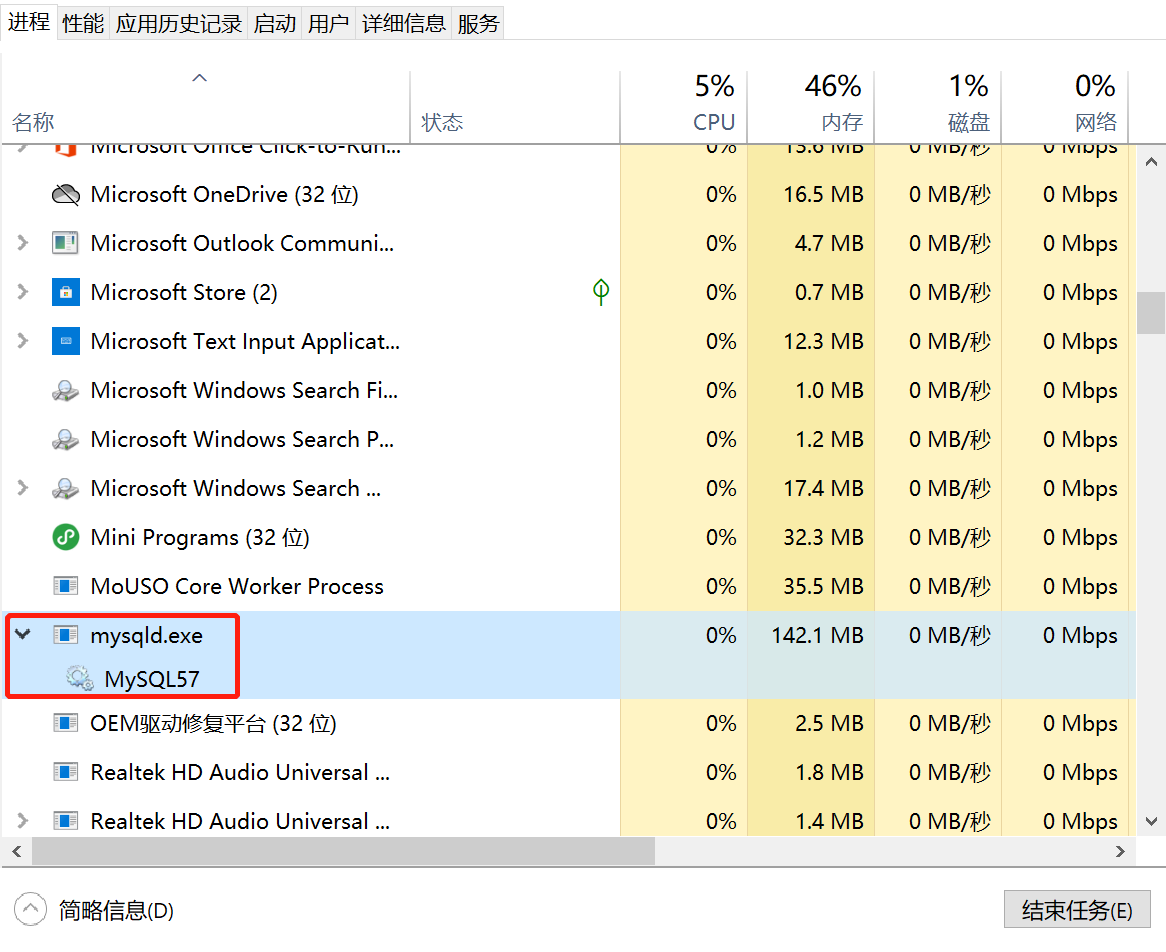 进程 性能 应用历史记录 启动 用户 详细信息 服务
5% 46% 1% 0%
名称 状态 CPU 内存 磁盘 网络
Microsoft Office Click-to-Run... 0% 13.6 MB 0 MB/秒 0 Mbps
Microsoft OneDrive (32 位) 0% 16.5 MB 0 MB/秒 0 Mbps
Microsoft Outlook Communi... 0% 4.7 MB 0 MB/秒 0 Mbps
Microsoft Store (2) 0% 0.7 MB 0 MB/秒 0 Mbps
Microsoft Text Input Applicat... 0% 12.3 MB 0 MB/秒 0 Mbps
Microsoft Windows Search Fi... 0% 1.0 MB 0 MB/秒 0 Mbps
Microsoft Windows Search P... 0% 1.2 MB 0 MB/秒 0 Mbps
Microsoft Windows Search ... 0% 17.4 MB 0 MB/秒 0 Mbps
Mini Programs (32 位) 0% 32.3 MB 0 MB/秒 0 Mbps
MoUSO Core Worker Process 0% 35.5 MB 0 MB/秒 0 Mbps
mysqld.exe 0% 142.1 MB 0 MB/秒 0 Mbps
MySQL57
OEM驱动修复平台 (32 位) 0% 2.5 MB 0 MB/秒 0 Mbps
Realtek HD Audio Universal ... 0% 1.8 MB 0 MB/秒 0 Mbps
Realtek HD Audio Universal ... 0% 1.4 MB 0 MB/秒 0 Mbps
简略信息(D) 结束任务(E)